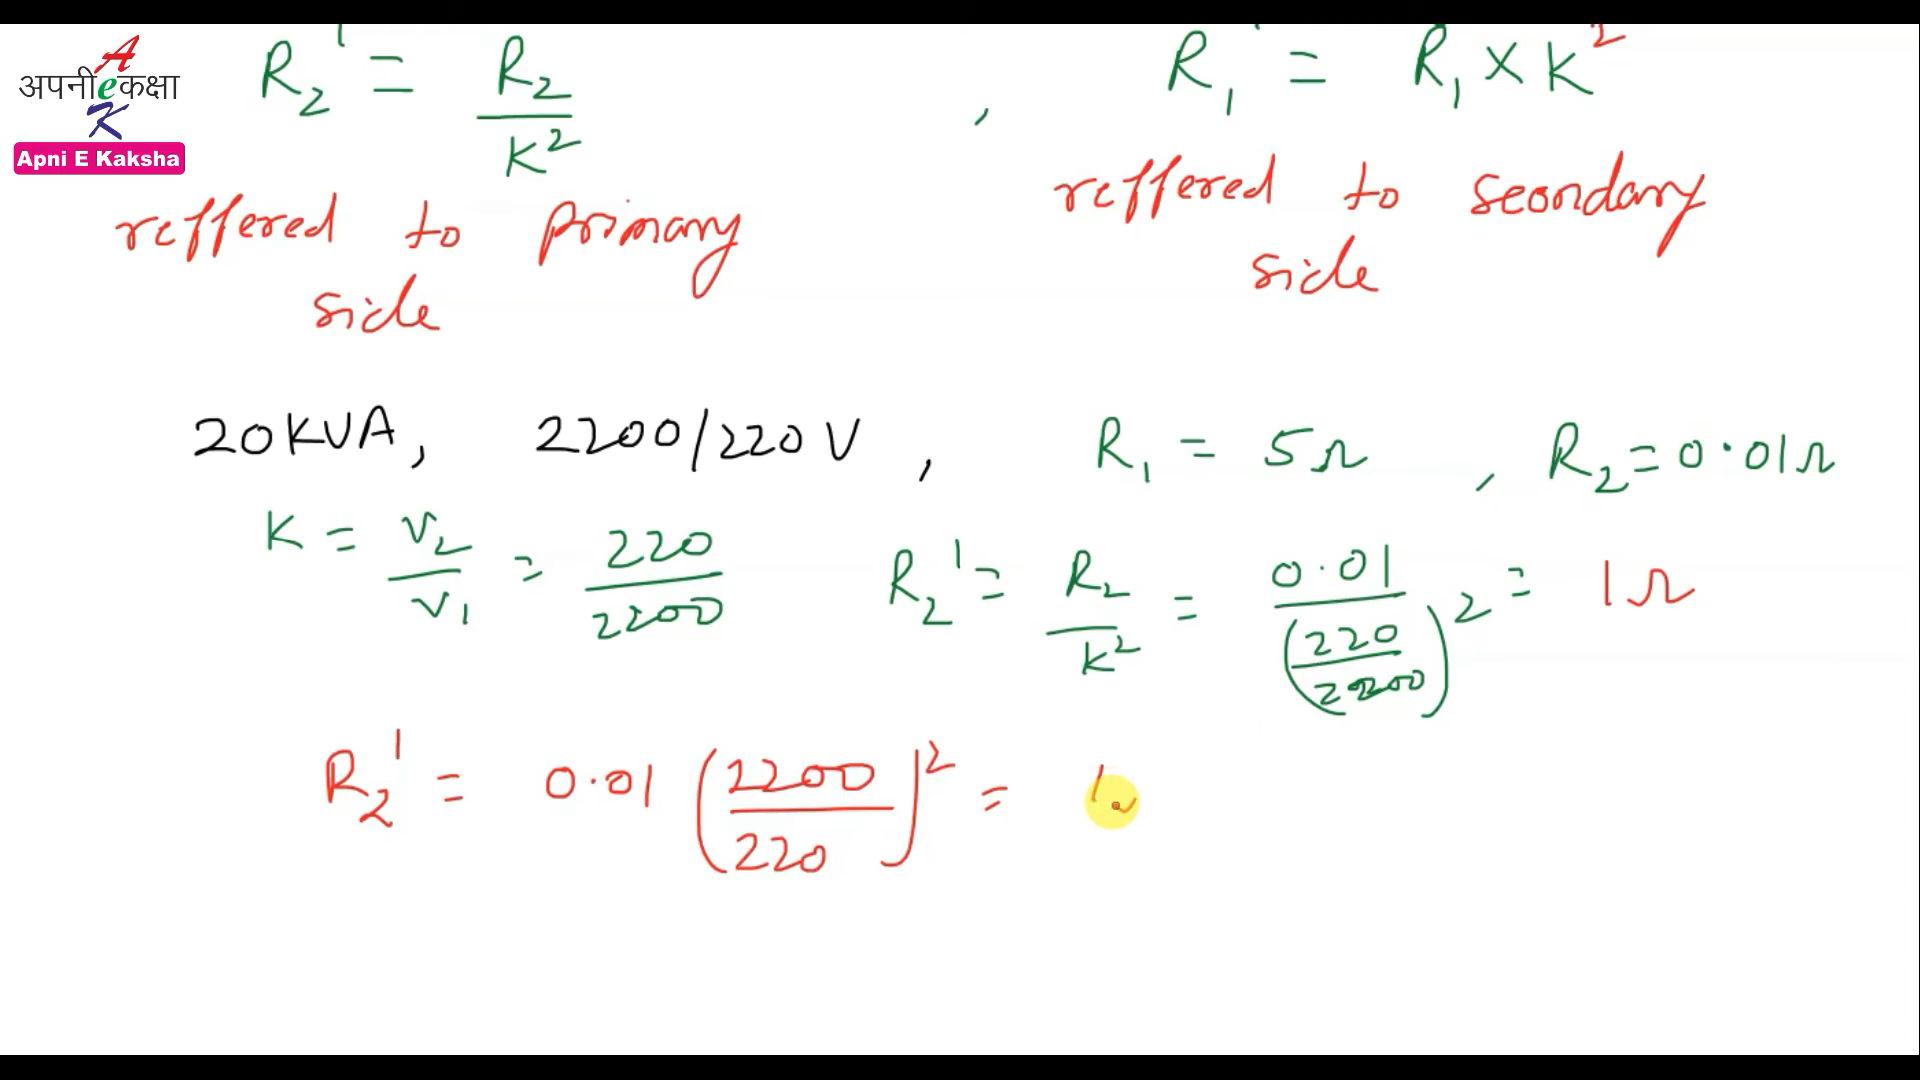 A
अपनी e कक्षा
K
Apni E Kaksha
R₂' = R₂ / K² , R₁' = R₁ × K²
reffered to primary side
reffered to seondary side
20KVA, 2200/220 V, R₁ = 5Ω, R₂ = 0.01Ω
K = V₂ / V₁ = 220 / 2200
R₂' = R₂ / K² = 0.01 / (220 / 2200)² = 1Ω
R₂' = 0.01 (2200 / 220)² = 1